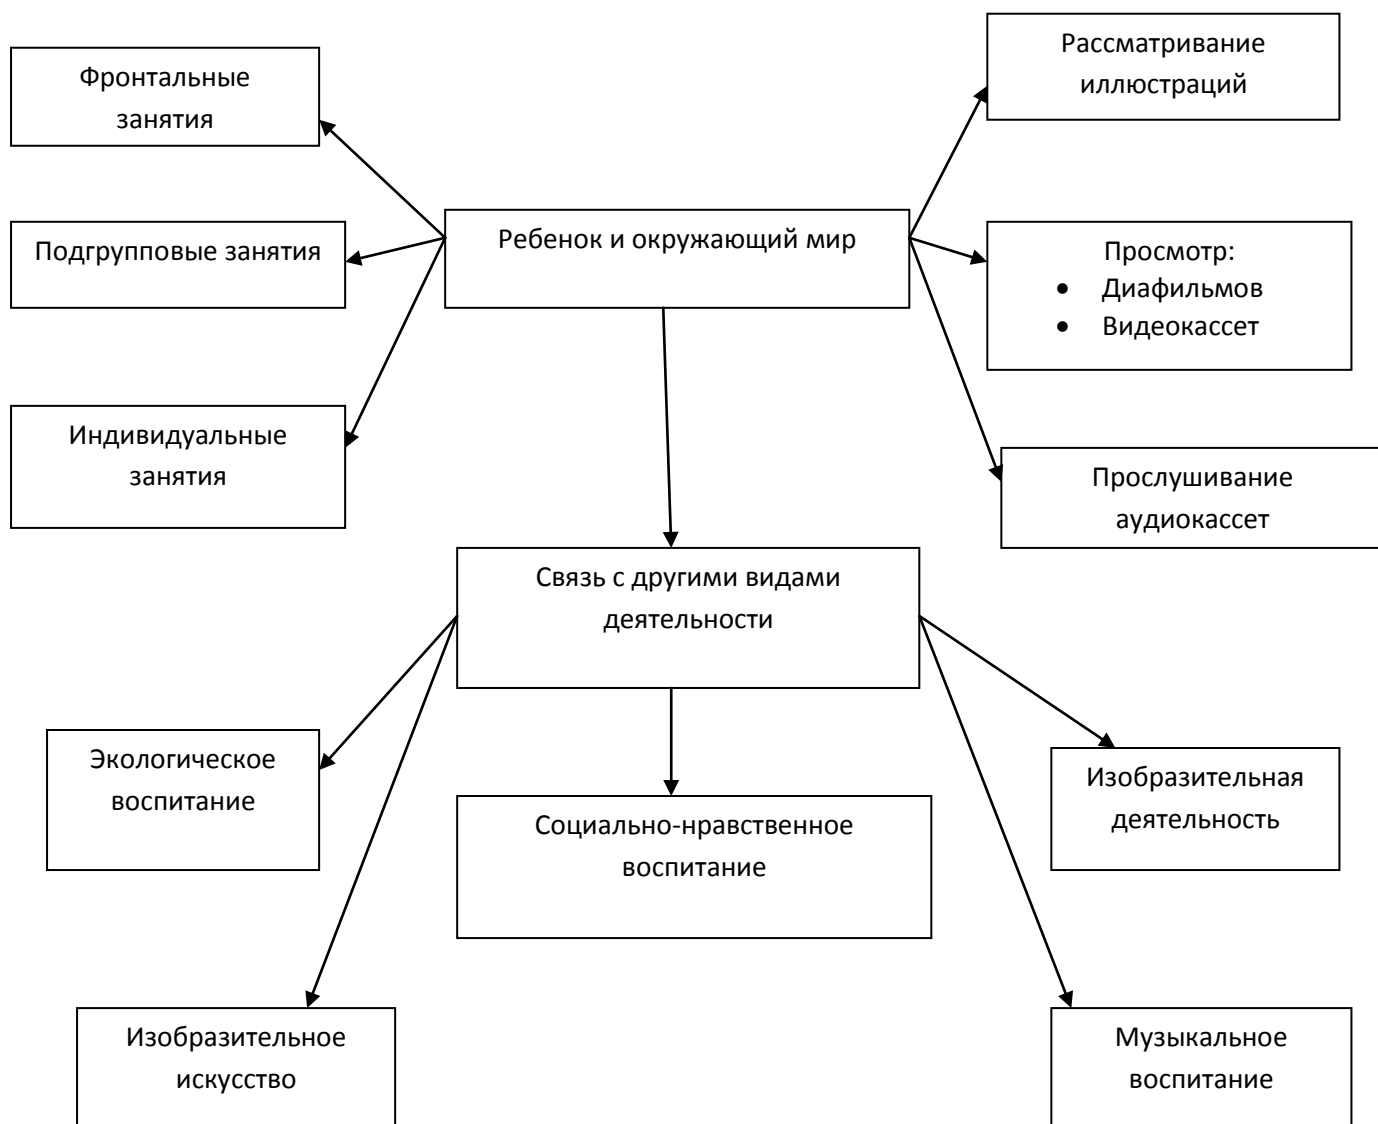 Фронтальные
занятия
Рассматривание
иллюстраций
Подгрупповые занятия
Ребенок и окружающий мир
Просмотр:
• Диафильмов
• Видеокассет
Индивидуальные
занятия
Прослушивание
аудиокассет
Связь с другими видами
деятельности
Экологическое
воспитание
Социально-нравственное
воспитание
Изобразительная
деятельность
Изобразительное
искусство
Музыкальное
воспитание